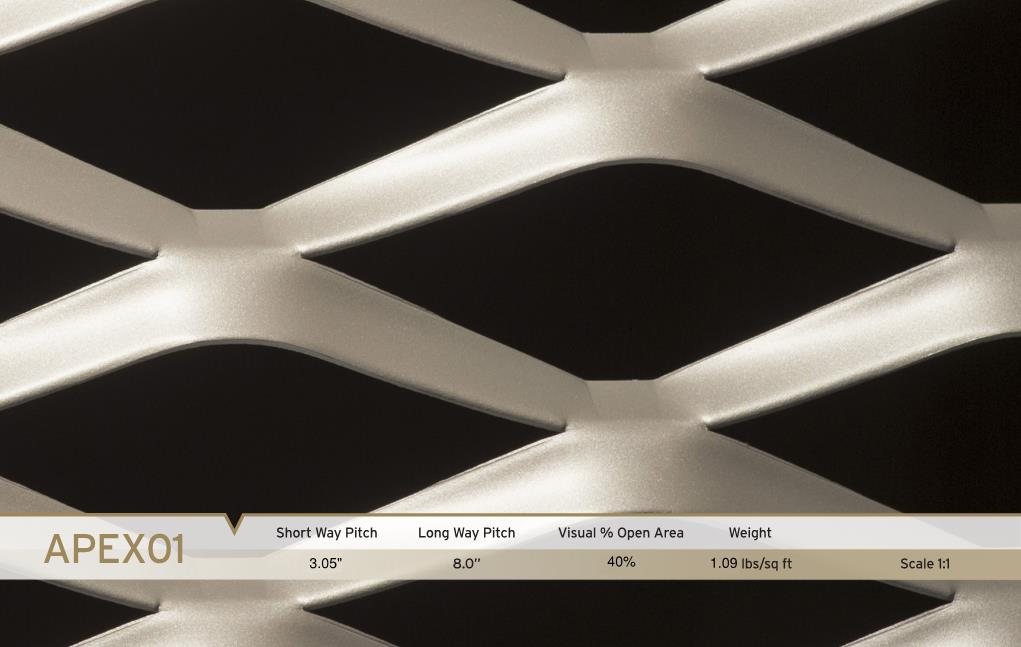 APEX01
Short Way Pitch Long Way Pitch Visual % Open Area Weight
3.05" 8.0″ 40% 1.09 lbs/sq ft Scale 1:1